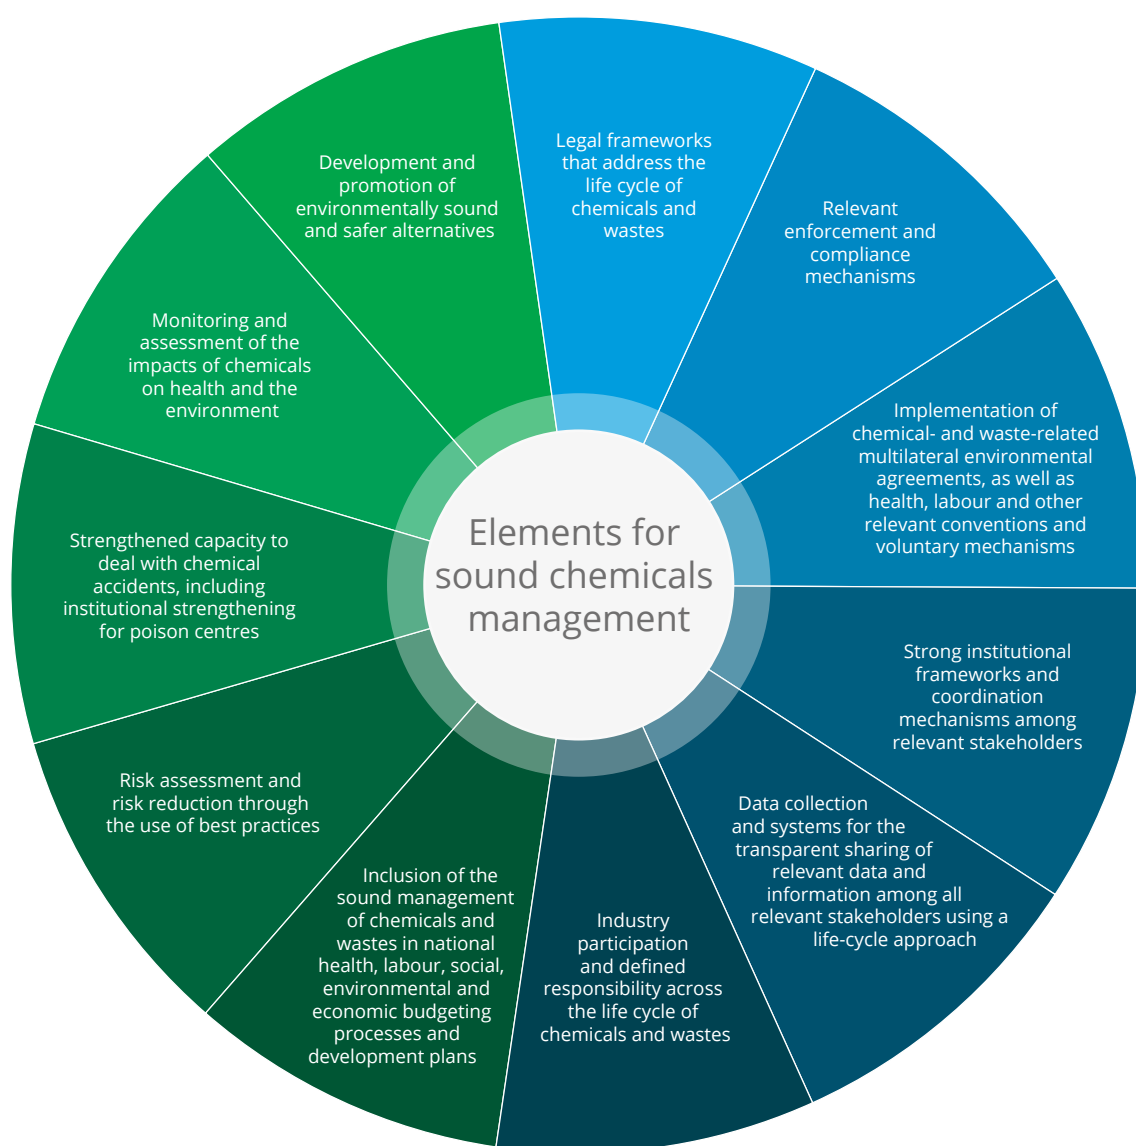 Elements for
sound chemicals
management
Legal frameworks
that address the
life cycle of
chemicals and
wastes
Relevant
enforcement and
compliance
mechanisms
Implementation of
chemical- and waste-related
multilateral environmental
agreements, as well as
health, labour and other
relevant conventions and
voluntary mechanisms
Strong institutional
frameworks and
coordination
mechanisms among
relevant stakeholders
Data collection
and systems for the
transparent sharing of
relevant data and
information among all
relevant stakeholders using a
life-cycle approach
Industry
participation
and defined
responsibility across
the life cycle of
chemicals and wastes
Inclusion of the
sound management
of chemicals and
wastes in national
health, labour, social,
environmental and
economic budgeting
processes and
development plans
Risk assessment and
risk reduction through
the use of best practices
Strengthened capacity to
deal with chemical
accidents, including
institutional strengthening
for poison centres
Monitoring and
assessment of the
impacts of chemicals
on health and the
environment
Development and
promotion of
environmentally sound
and safer alternatives